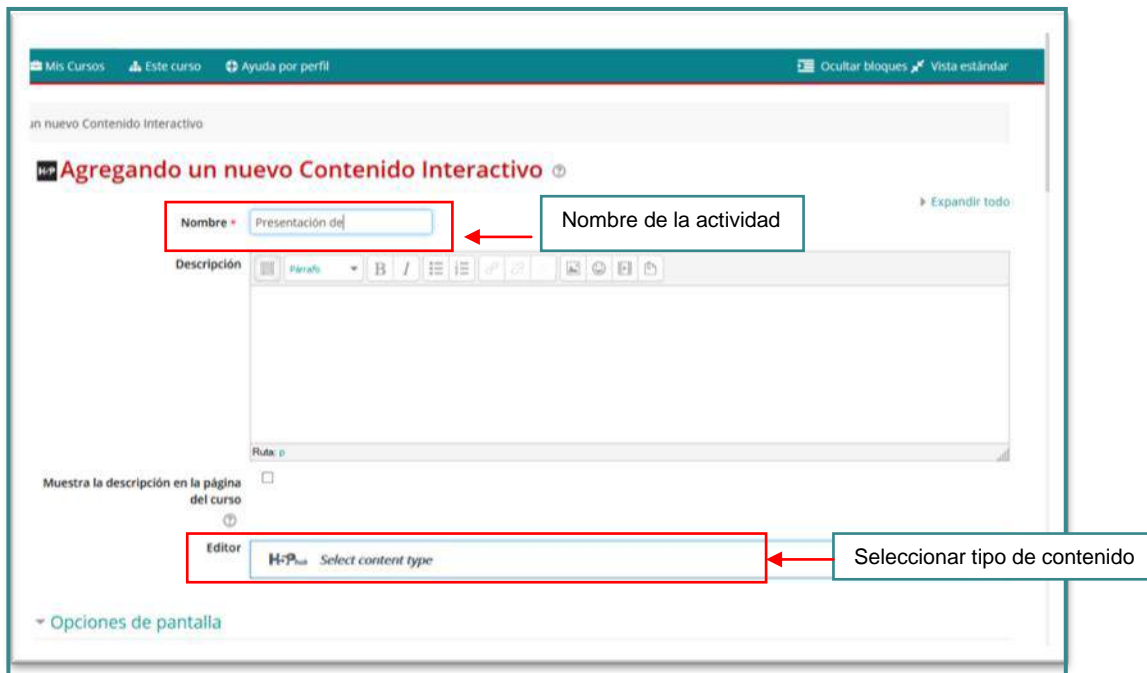 Mis Cursos Este curso Ayuda por perfil Ocultar bloques Vista estándar
un nuevo Contenido Interactivo
H-P Agregando un nuevo Contenido Interactivo
Expandir todo
Nombre * Presentación de
Nombre de la actividad
Descripción Párrafo B I
Ruta: p
Muestra la descripción en la página
del curso
Editor H-P hub Select content type
Seleccionar tipo de contenido
Opciones de pantalla